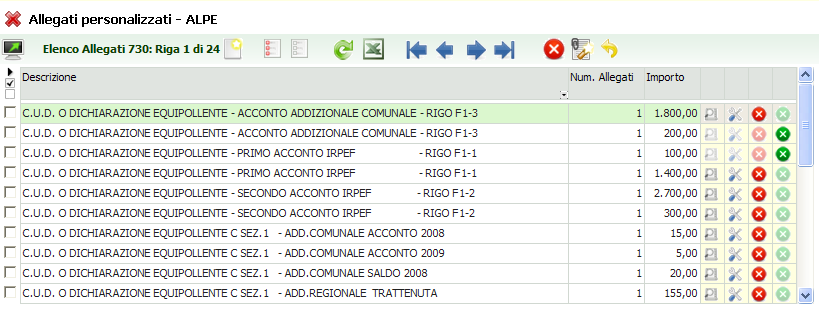 Allegati personalizzati - ALPE
Elenco Allegati 730: Riga 1 di 24
Descrizione Num. Allegati Importo
C.U.D. O DICHIARAZIONE EQUIPOLLENTE - ACCONTO ADDIZIONALE COMUNALE - RIGO F1-3 1 1.800,00
C.U.D. O DICHIARAZIONE EQUIPOLLENTE - ACCONTO ADDIZIONALE COMUNALE - RIGO F1-3 1 200,00
C.U.D. O DICHIARAZIONE EQUIPOLLENTE - PRIMO ACCONTO IRPEF - RIGO F1-1 1 100,00
C.U.D. O DICHIARAZIONE EQUIPOLLENTE - PRIMO ACCONTO IRPEF - RIGO F1-1 1 1.400,00
C.U.D. O DICHIARAZIONE EQUIPOLLENTE - SECONDO ACCONTO IRPEF - RIGO F1-2 1 2.700,00
C.U.D. O DICHIARAZIONE EQUIPOLLENTE - SECONDO ACCONTO IRPEF - RIGO F1-2 1 300,00
C.U.D. O DICHIARAZIONE EQUIPOLLENTE C SEZ.1 - ADD.COMUNALE ACCONTO 2008 1 15,00
C.U.D. O DICHIARAZIONE EQUIPOLLENTE C SEZ.1 - ADD.COMUNALE ACCONTO 2009 1 5,00
C.U.D. O DICHIARAZIONE EQUIPOLLENTE C SEZ.1 - ADD.COMUNALE SALDO 2008 1 20,00
C.U.D. O DICHIARAZIONE EQUIPOLLENTE C SEZ.1 - ADD.REGIONALE TRATTENUTA 1 155,00